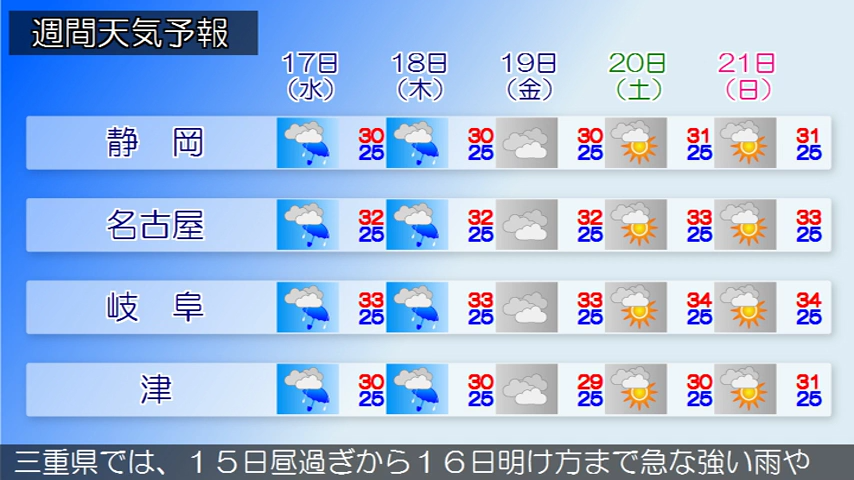 週間天気予報
17日 18日 19日 20日 21日
（水） （木） （金） （土） （日）
静　岡 30 25 30 25 30 25 31 25 31 25
名古屋 32 25 32 25 32 25 33 25 33 25
岐　阜 33 25 33 25 33 25 34 25 34 25
津 30 25 30 25 29 25 30 25 31 25
三重県では、１５日昼過ぎから１６日明け方まで急な強い雨や